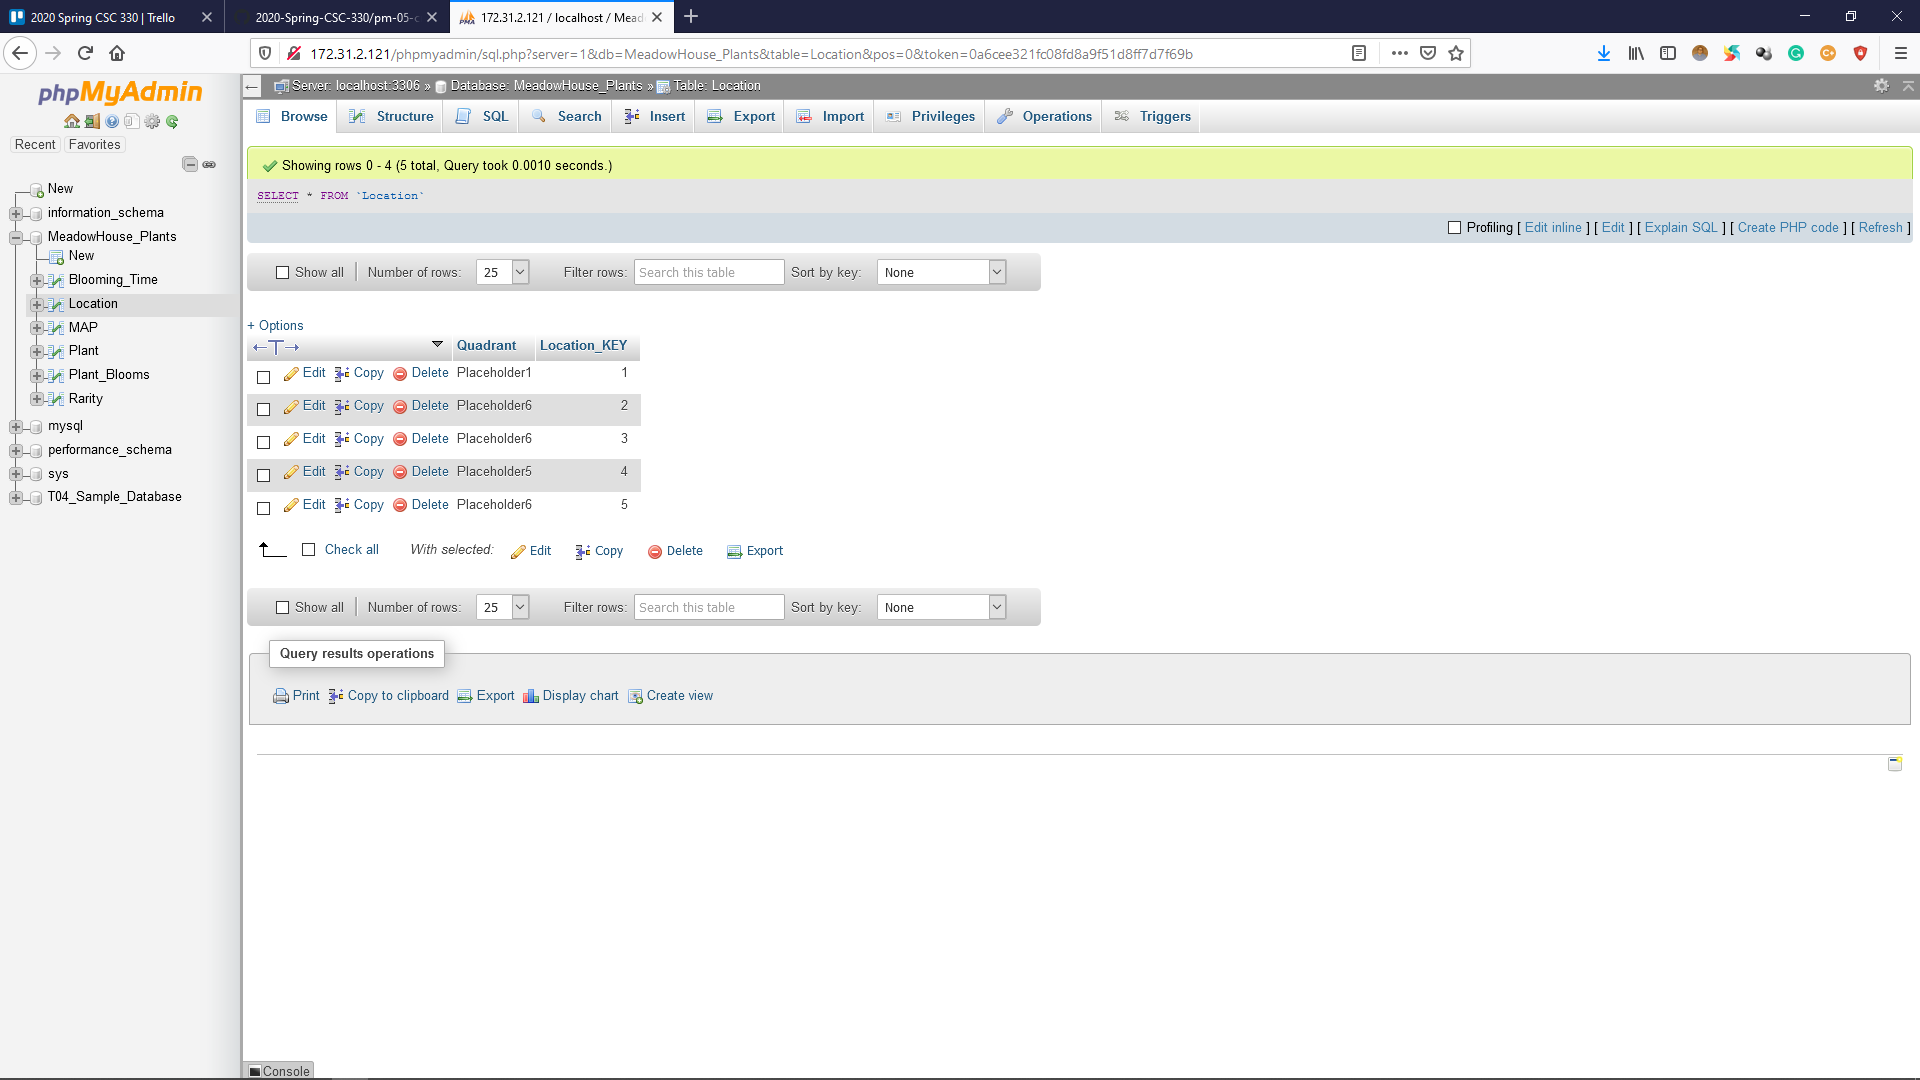 2020 Spring CSC 330 | Trello
2020-Spring-CSC-330/pm-05-
172.31.2.121 / localhost / Mead
172.31.2.121/phpmyadmin/sql.php?server=1&db=MeadowHouse_Plants&table=Location&pos=0&token=0a6cee321fc08fd8a9f51d8ff7d7f69b
phpMyAdmin
Recent Favorites
New
information_schema
MeadowHouse_Plants
New
Blooming_Time
Location
MAP
Plant
Plant_Blooms
Rarity
mysql
performance_schema
sys
T04_Sample_Database
Server: localhost:3306 » Database: MeadowHouse_Plants » Table: Location
Browse Structure SQL Search Insert Export Import Privileges Operations Triggers
Showing rows 0 - 4 (5 total, Query took 0.0010 seconds.)
SELECT * FROM `Location`
Profiling [ Edit inline ] [ Edit ] [ Explain SQL ] [ Create PHP code ] [ Refresh ]
Show all Number of rows: 25 Filter rows: Search this table Sort by key: None
+ Options
←T→ Quadrant Location_KEY
Edit Copy Delete Placeholder1 1
Edit Copy Delete Placeholder6 2
Edit Copy Delete Placeholder6 3
Edit Copy Delete Placeholder5 4
Edit Copy Delete Placeholder6 5
Check all With selected: Edit Copy Delete Export
Show all Number of rows: 25 Filter rows: Search this table Sort by key: None
Query results operations
Print Copy to clipboard Export Display chart Create view
Console